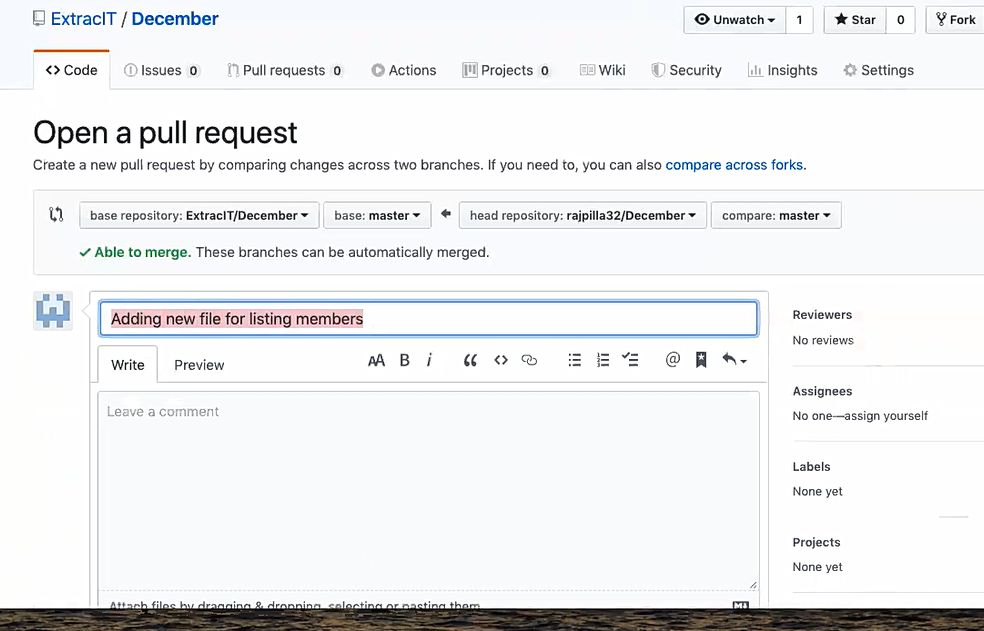 ExtracIT / December
Unwatch 1 Star 0 Fork
Code Issues 0 Pull requests 0 Actions Projects 0 Wiki Security Insights Settings
Open a pull request
Create a new pull request by comparing changes across two branches. If you need to, you can also compare across forks.
base repository: ExtracIT/December base: master head repository: rajpilla32/December compare: master
Able to merge. These branches can be automatically merged.
Adding new file for listing members
Write Preview
AA B i
Leave a comment
Attach files by dragging & dropping, selecting or pasting them.
Reviewers
No reviews
Assignees
No one—assign yourself
Labels
None yet
Projects
None yet